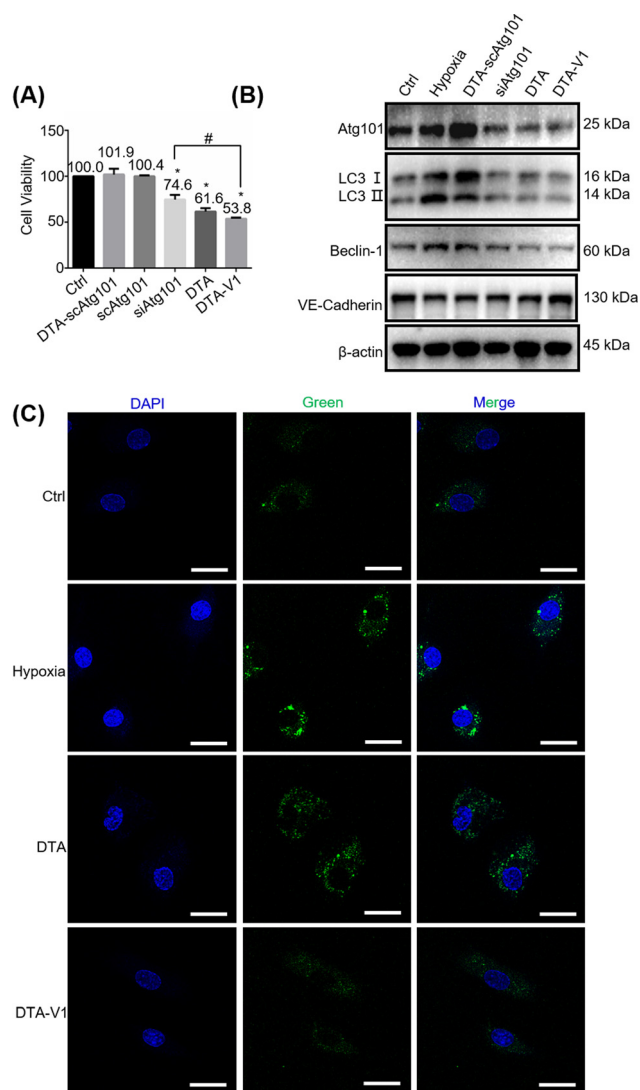 (A)
Cell Viability
150
100
50
0
100.0
101.9
100.4
*
74.6
*
61.6
*
53.8
#
Ctrl
DTA-scAtg101
scAtg101
siAtg101
DTA
DTA-V1
(B)
Ctrl
Hypoxia
DTA-scAtg101
siAtg101
DTA
DTA-V1
Atg101 25 kDa
LC3 I 16 kDa
LC3 II 14 kDa
Beclin-1 60 kDa
VE-Cadherin 130 kDa
β-actin 45 kDa
(C)
DAPI Green Merge
Ctrl
Hypoxia
DTA
DTA-V1